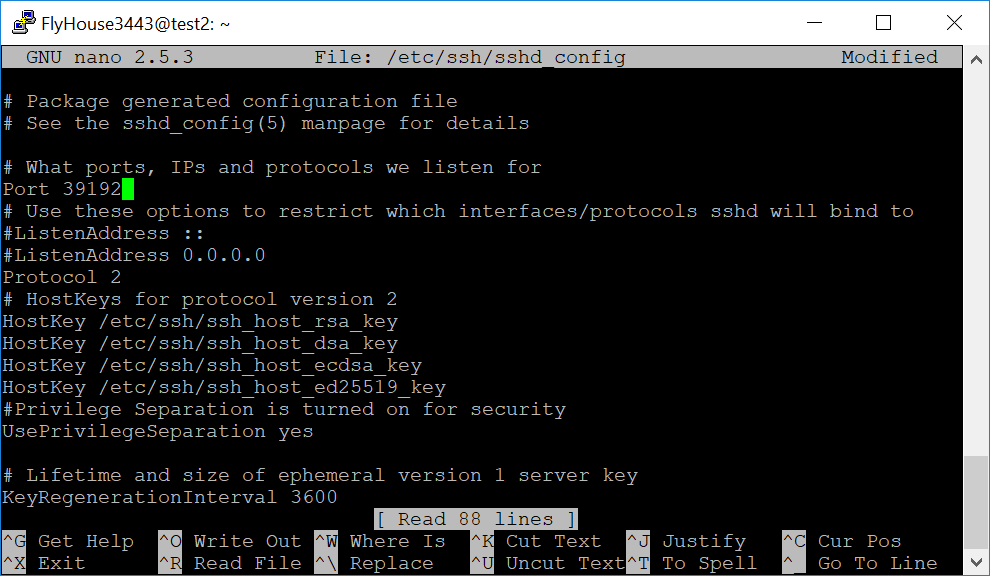 FlyHouse3443@test2: ~
GNU nano 2.5.3 File: /etc/ssh/sshd_config Modified
# Package generated configuration file
# See the sshd_config(5) manpage for details
# What ports, IPs and protocols we listen for
Port 39192
# Use these options to restrict which interfaces/protocols sshd will bind to
#ListenAddress ::
#ListenAddress 0.0.0.0
Protocol 2
# HostKeys for protocol version 2
HostKey /etc/ssh/ssh_host_rsa_key
HostKey /etc/ssh/ssh_host_dsa_key
HostKey /etc/ssh/ssh_host_ecdsa_key
HostKey /etc/ssh/ssh_host_ed25519_key
#Privilege Separation is turned on for security
UsePrivilegeSeparation yes
# Lifetime and size of ephemeral version 1 server key
KeyRegenerationInterval 3600
[ Read 88 lines ]
^G Get Help ^O Write Out ^W Where Is ^K Cut Text ^J Justify ^C Cur Pos
^X Exit ^R Read File ^\ Replace ^U Uncut Text ^T To Spell ^_ Go To Line